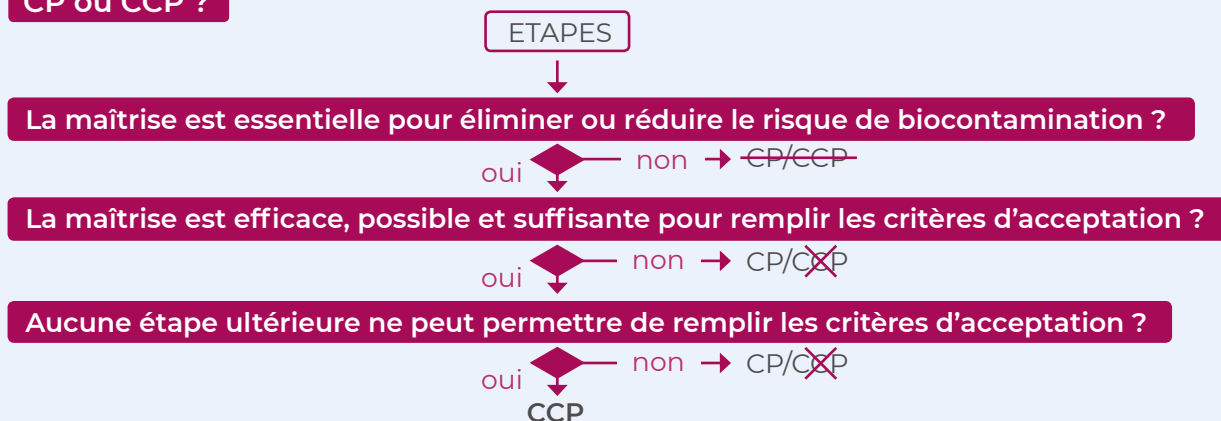 CP ou CCP ?
ETAPES
La maîtrise est essentielle pour éliminer ou réduire le risque de biocontamination ?
oui non CP/CCP
La maîtrise est efficace, possible et suffisante pour remplir les critères d'acceptation ?
oui non CP/CCP
Aucune étape ultérieure ne peut permettre de remplir les critères d'acceptation ?
oui non CP/CCP
CCP